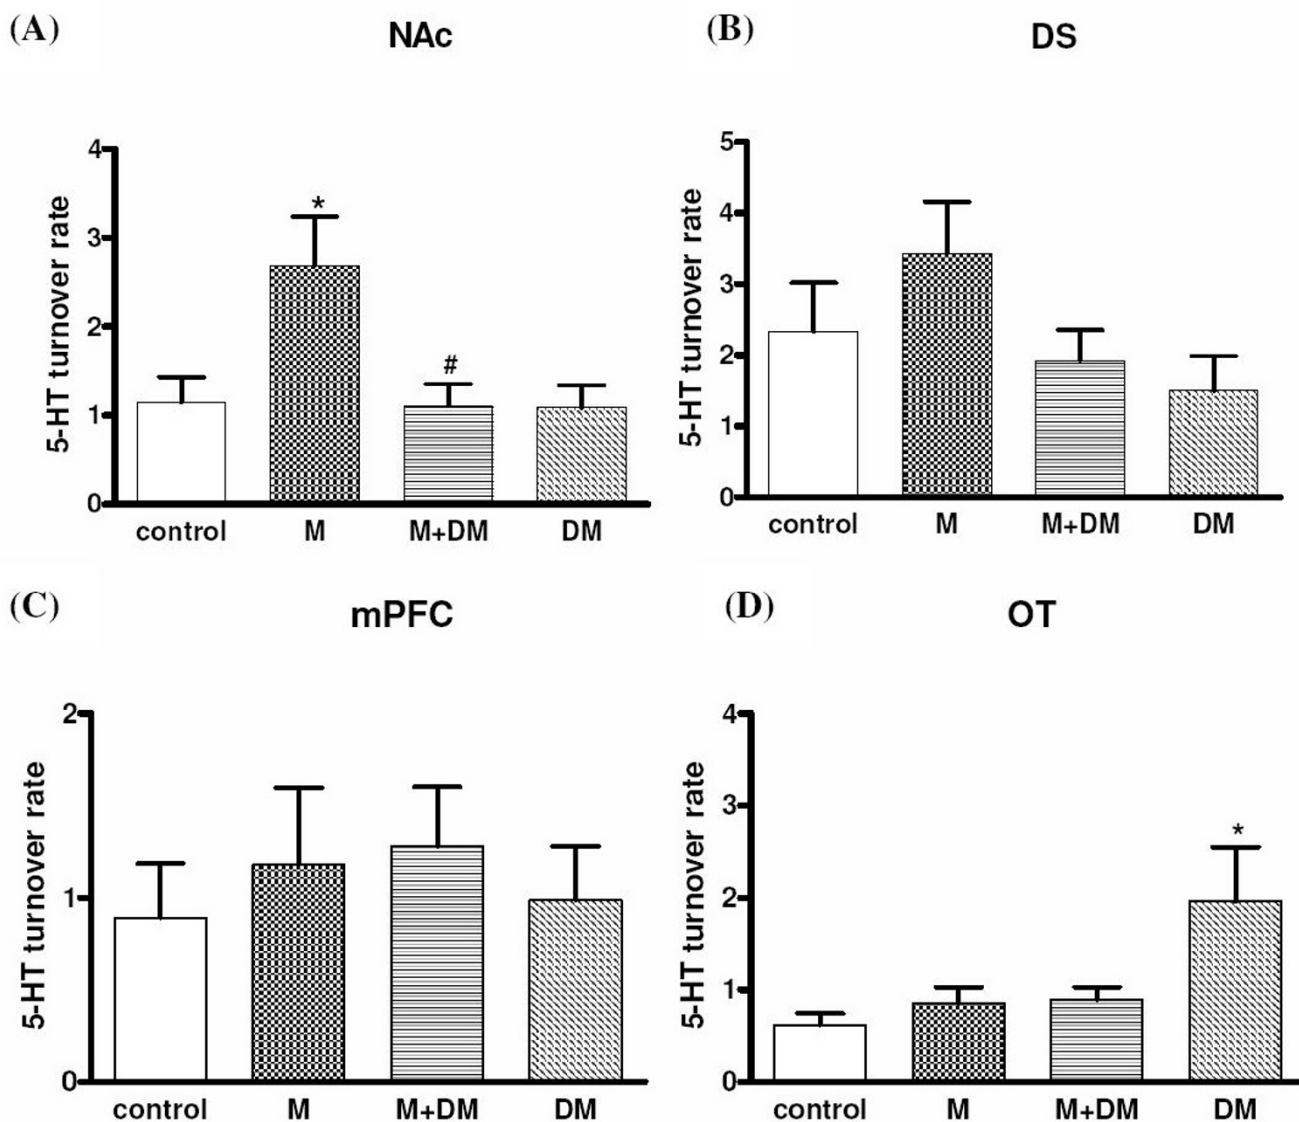 (A)
NAc
5-HT turnover rate
4
3
2
1
0
*
#
control M M+DM DM
(B)
DS
5-HT turnover rate
5
4
3
2
1
0
control M M+DM DM
(C)
mPFC
5-HT turnover rate
2
1
0
control M M+DM DM
(D)
OT
5-HT turnover rate
4
3
2
1
0
*
control M M+DM DM